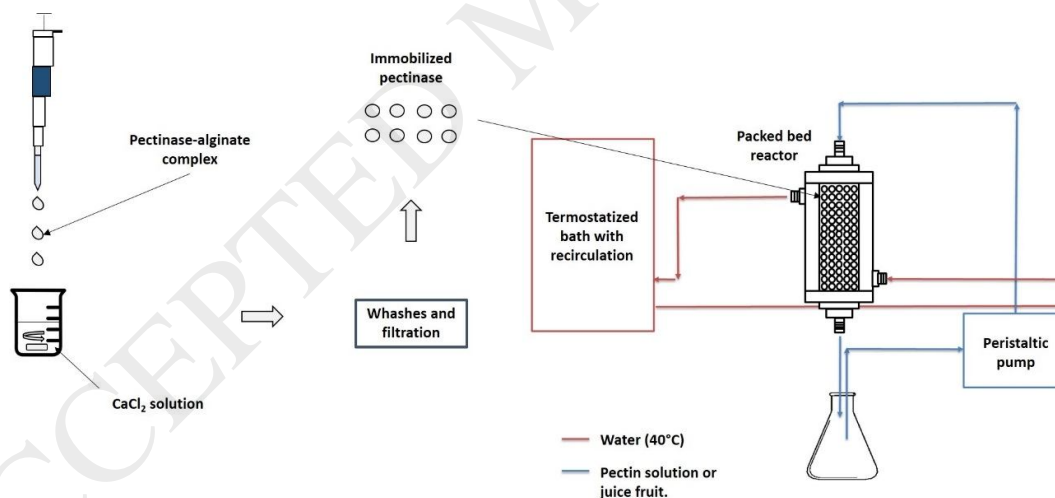 Pectinase-alginate
complex
CaCl₂ solution
Immobilized
pectinase
Whashes and
filtration
Termostatized
bath with
recirculation
Packed bed
reactor
Peristaltic
pump
Water (40°C)
Pectin solution or
juice fruit.
CCEPTED M